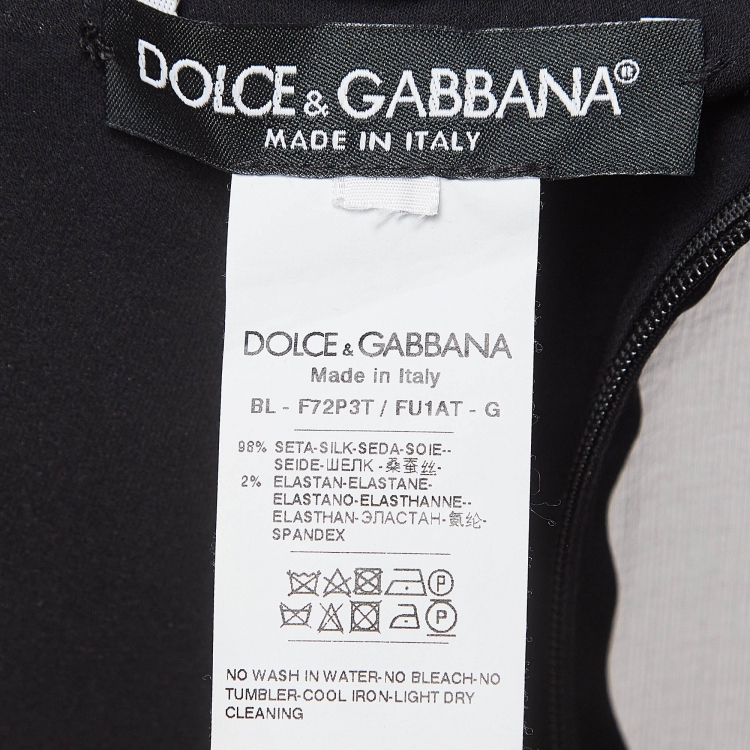 DOLCE & GABBANA®
MADE IN ITALY
DOLCE & GABBANA
Made in Italy
BL - F72P3T / FU1AT - G
98% SETA-SILK-SEDA-SOIE--
SEIDE-ШЕЛК -桑蚕丝-
2% ELASTAN-ELASTANE-
ELASTANO-ELASTHANNE--
ELASTHAN-ЭЛАСТАН-氨纶-
SPANDEX
P
P
NO WASH IN WATER-NO BLEACH-NO
TUMBLER-COOL IRON-LIGHT DRY
CLEANING